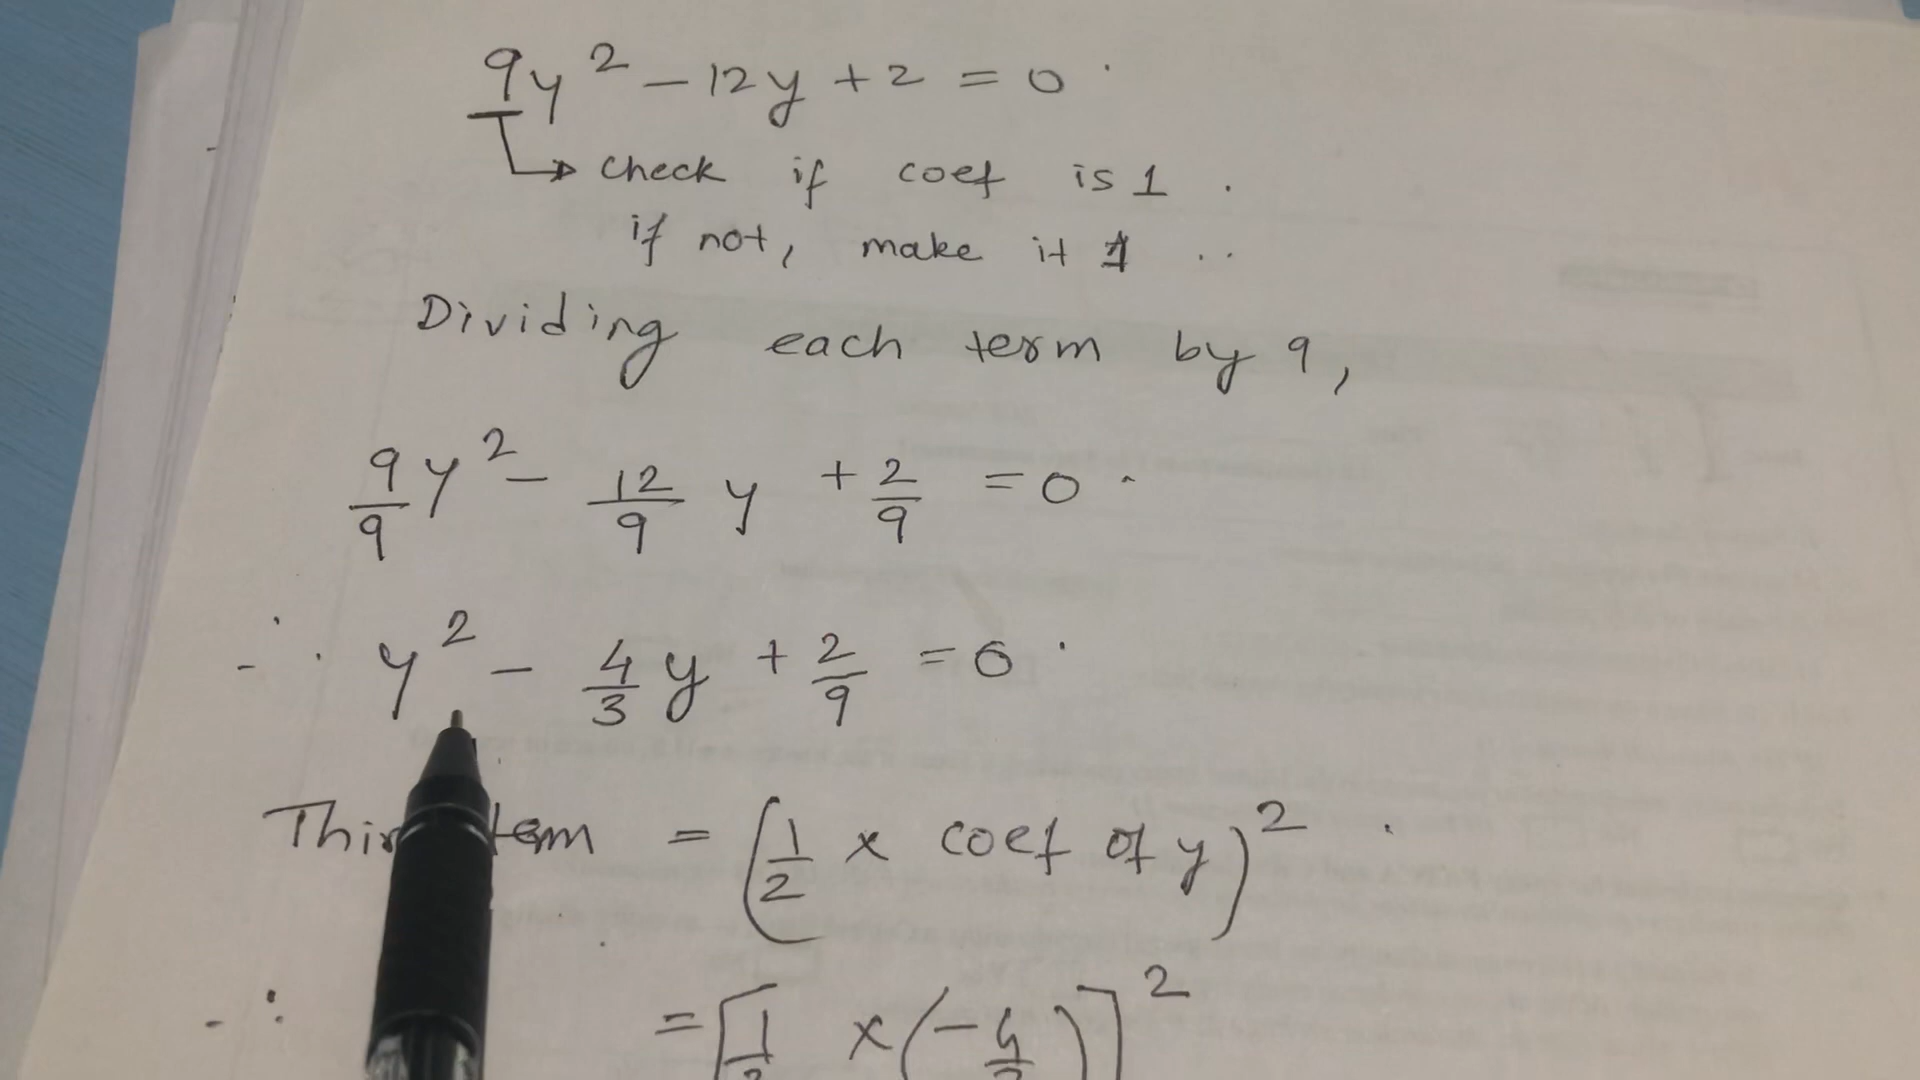 9y² - 12y + 2 = 0.
Check if coef is 1.
if not, make it 1..
Dividing each term by 9,
9/9 y² - 12/9 y + 2/9 = 0.
∴ y² - 4/3 y + 2/9 = 0.
term = (1/2 × coef of y)².
∴ = [1/2 × (-4/3)]²